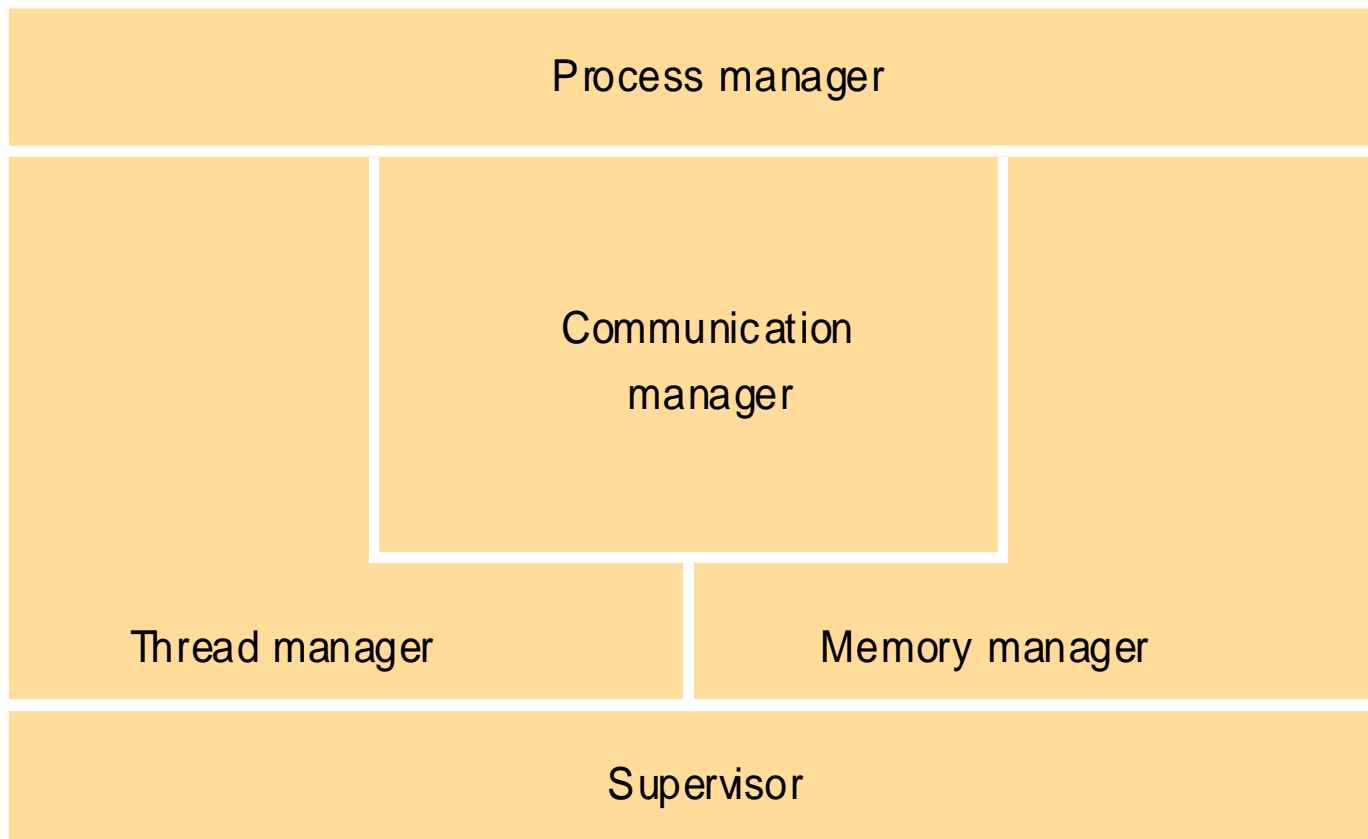 Process manager
Communication
manager
Thread manager
Memory manager
Supervisor